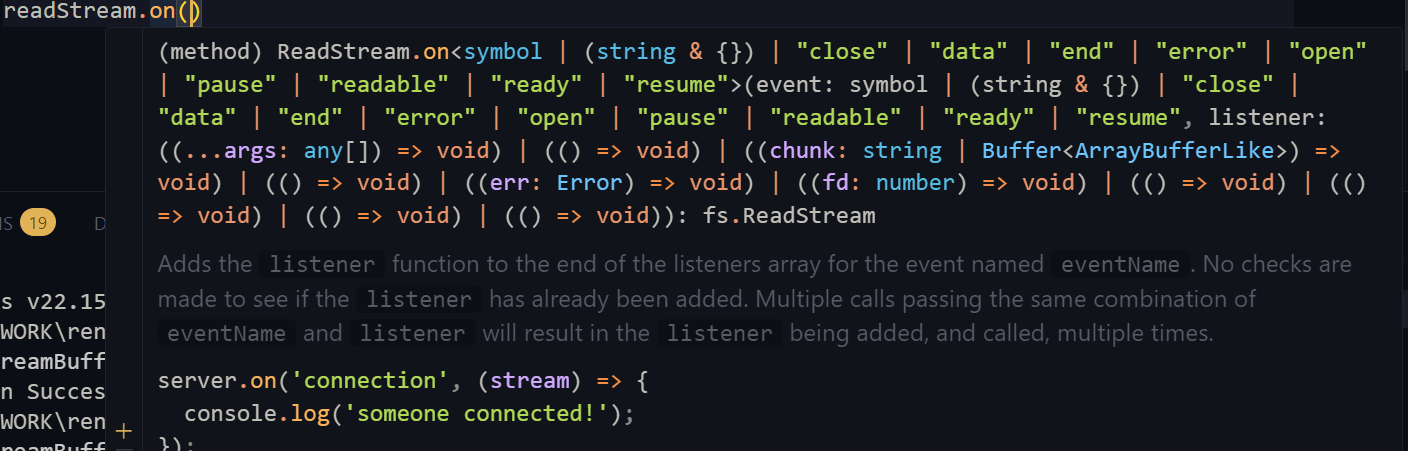 readStream.on()
(method) ReadStream.on<symbol | (string & {}) | "close" | "data" | "end" | "error" | "open"
| "pause" | "readable" | "ready" | "resume">(event: symbol | (string & {}) | "close" |
"data" | "end" | "error" | "open" | "pause" | "readable" | "ready" | "resume", listener:
((...args: any[]) => void) | (() => void) | ((chunk: string | Buffer<ArrayBufferLike>) =>
void) | (() => void) | ((err: Error) => void) | ((fd: number) => void) | (() => void) | (()
=> void) | (() => void) | (() => void)): fs.ReadStream
19
D
Adds the listener function to the end of the listeners array for the event named eventName. No checks are
made to see if the listener has already been added. Multiple calls passing the same combination of
eventName and listener will result in the listener being added, and called, multiple times.
s v22.15
WORK\ren
reamBuff
n Succes
WORK\ren
reamBuff
server.on('connection', (stream) => {
console.log('someone connected!');
});
+